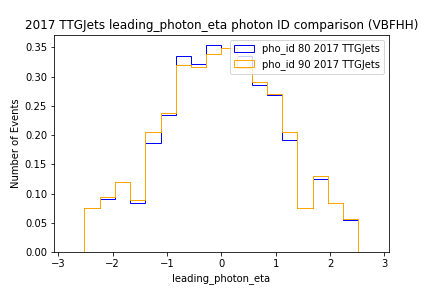 2017 TTGJets leading_photon_eta photon ID comparison (VBFHH)
pho_id 80 2017 TTGJets
pho_id 90 2017 TTGJets
Number of Events
0.35
0.30
0.25
0.20
0.15
0.10
0.05
0.00
−3 −2 −1 0 1 2 3
leading_photon_eta